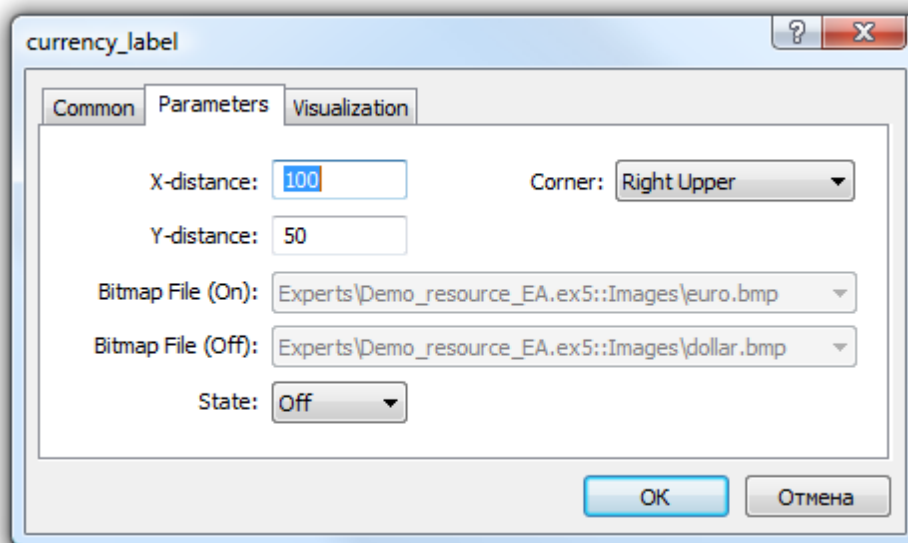 currency_label
Common Parameters Visualization
X-distance: 100 Corner: Right Upper
Y-distance: 50
Bitmap File (On): Experts\Demo_resource_EA.ex5::Images\euro.bmp
Bitmap File (Off): Experts\Demo_resource_EA.ex5::Images\dollar.bmp
State: Off
OK Отмена